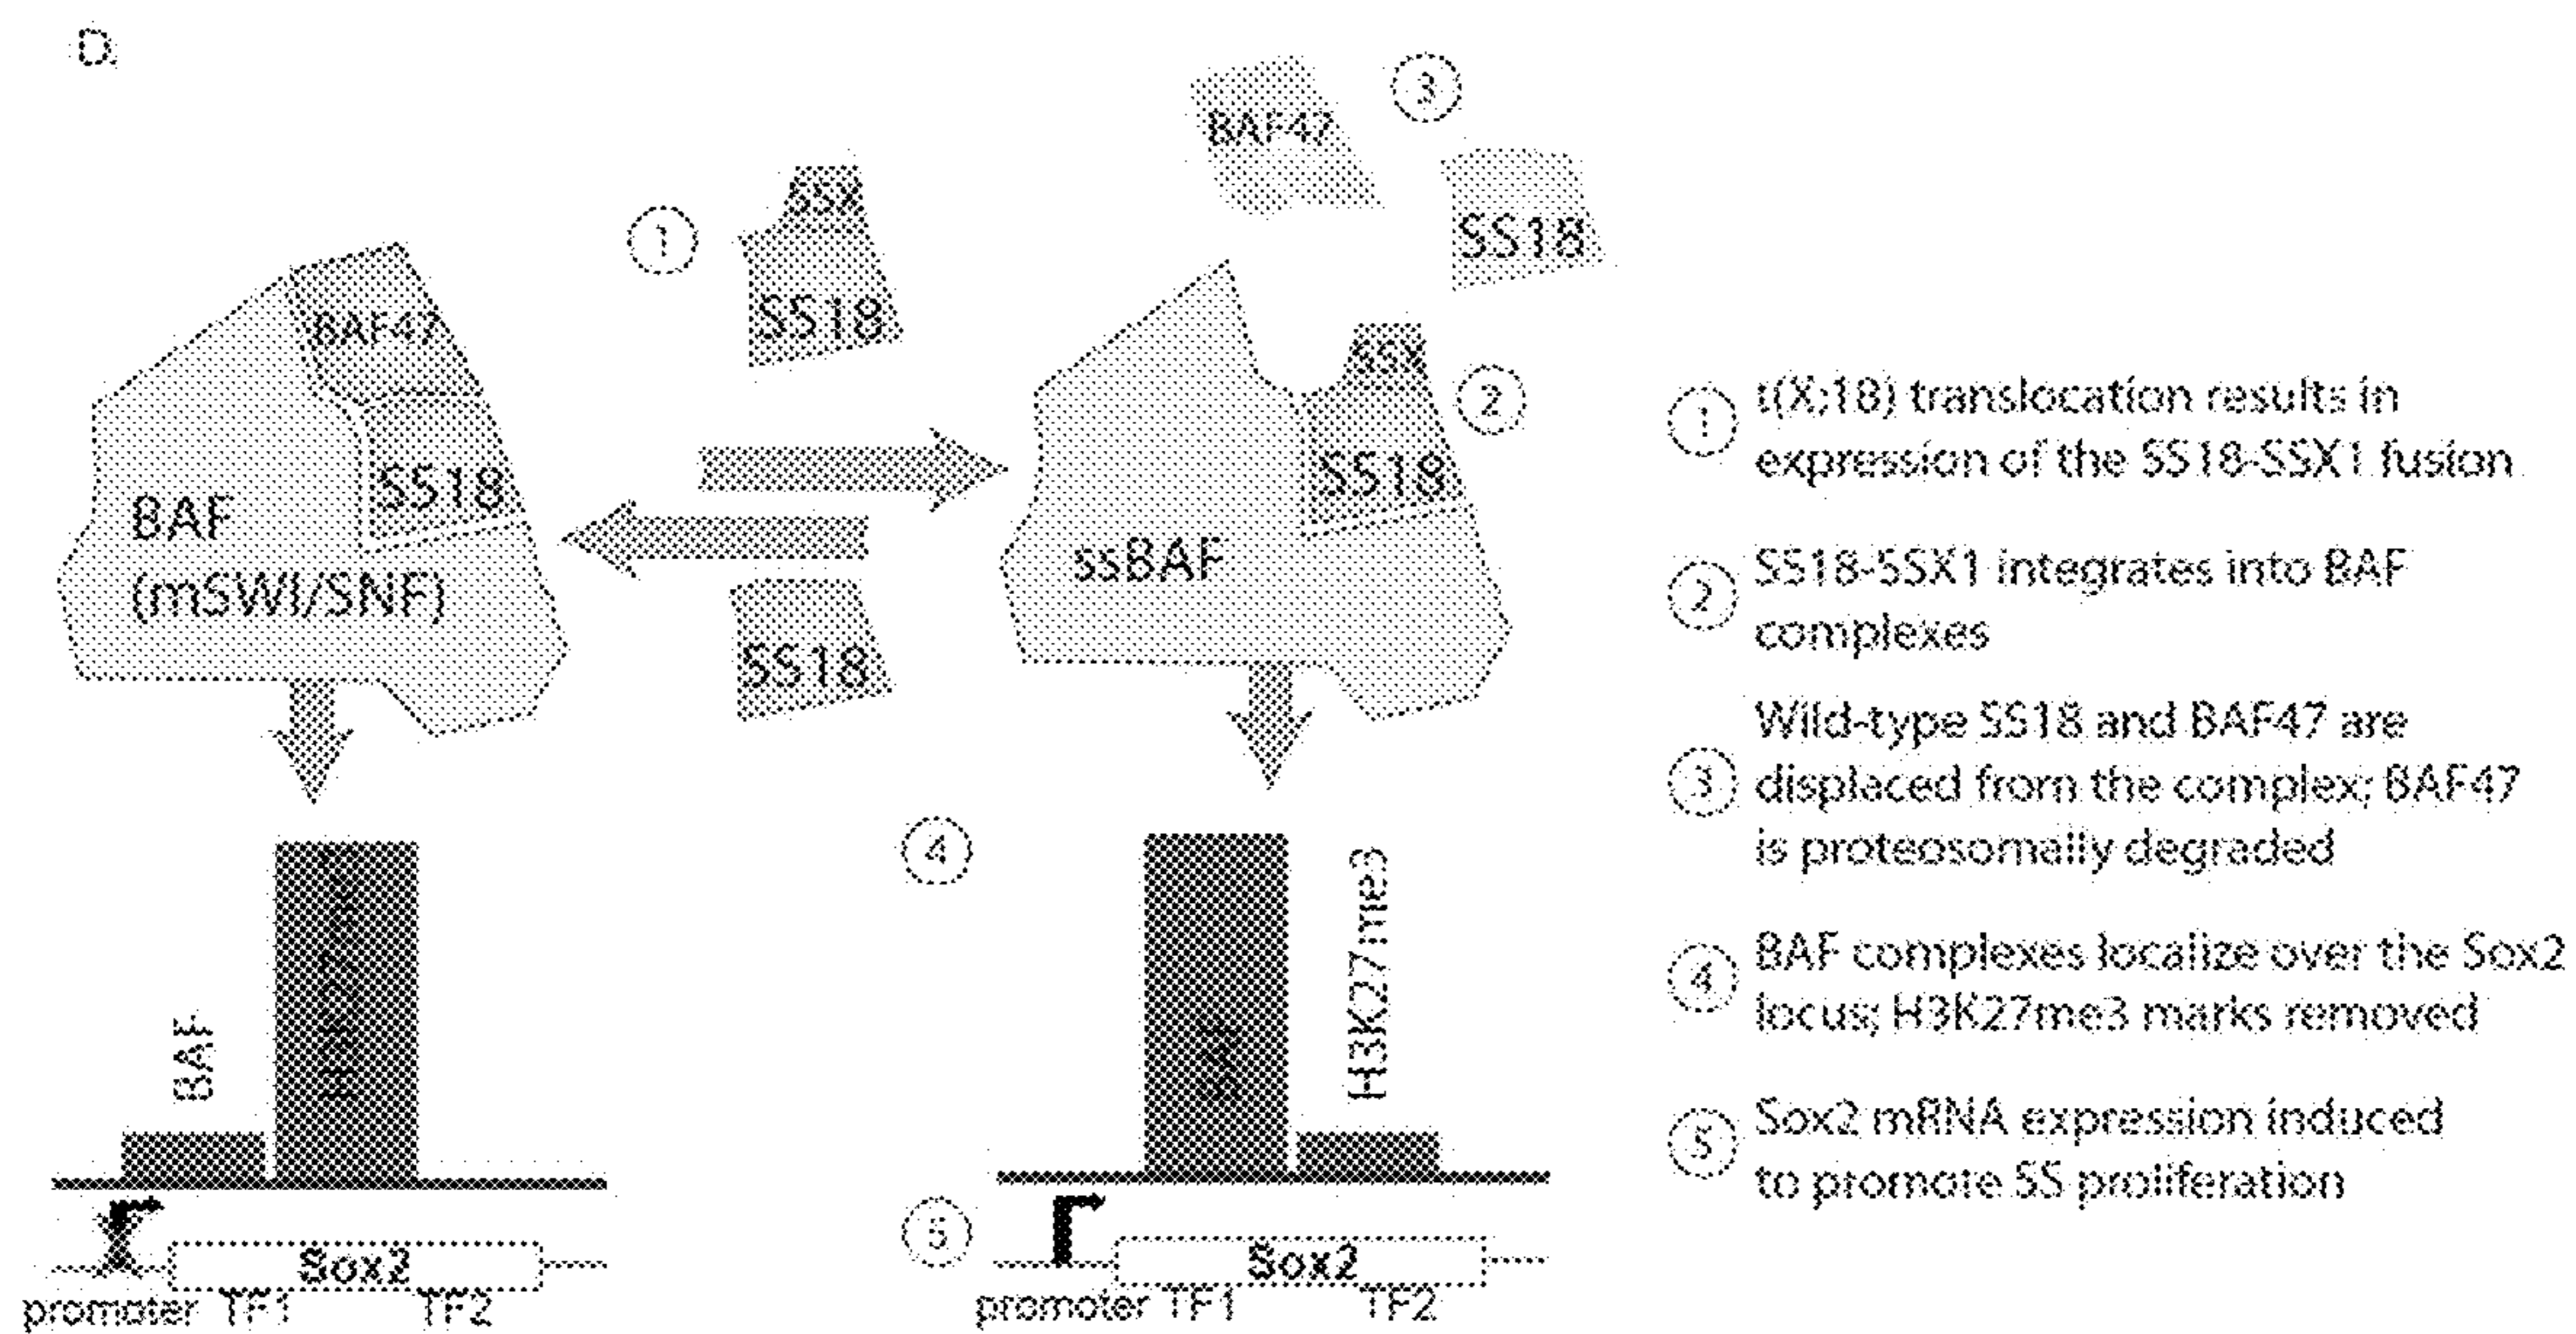 D.
BAF47
SS18
BAF
(mSWI/SNF)
1
SSX
SS18
SS18
BAF47
3
SS18
SSX
2
SS18
ssBAF
BAF
4
H3K27me3
Sox2
promoter TF1 TF2
5
Sox2
promoter TF1 TF2
1 t(X;18) translocation results in
expression of the SS18-SSX1 fusion
2 SS18-SSX1 integrates into BAF
complexes
Wild-type SS18 and BAF47 are
3 displaced from the complex; BAF47
is proteosomally degraded
4 BAF complexes localize over the Sox2
locus; H3K27me3 marks removed
5 Sox2 mRNA expression induced
to promote SS proliferation